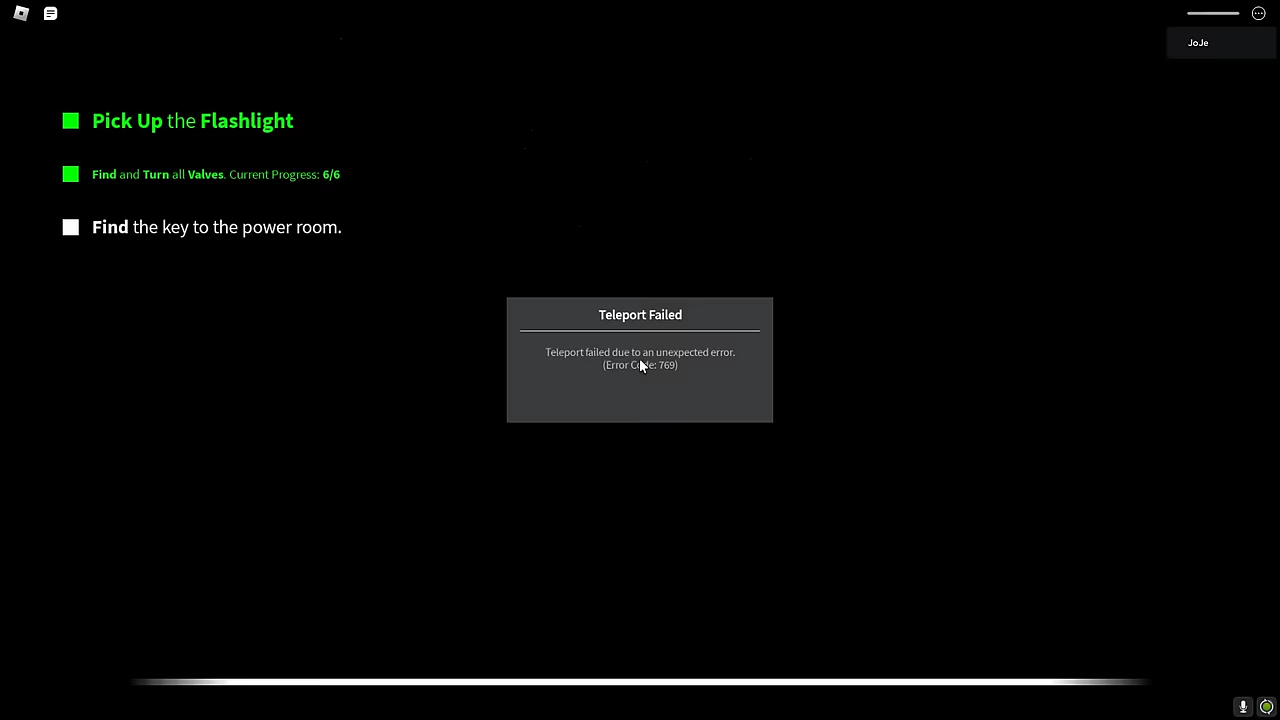 JoJe
Pick Up the Flashlight
Find and Turn all Valves. Current Progress: 6/6
Find the key to the power room.
Teleport Failed
Teleport failed due to an unexpected error.
(Error Code: 769)